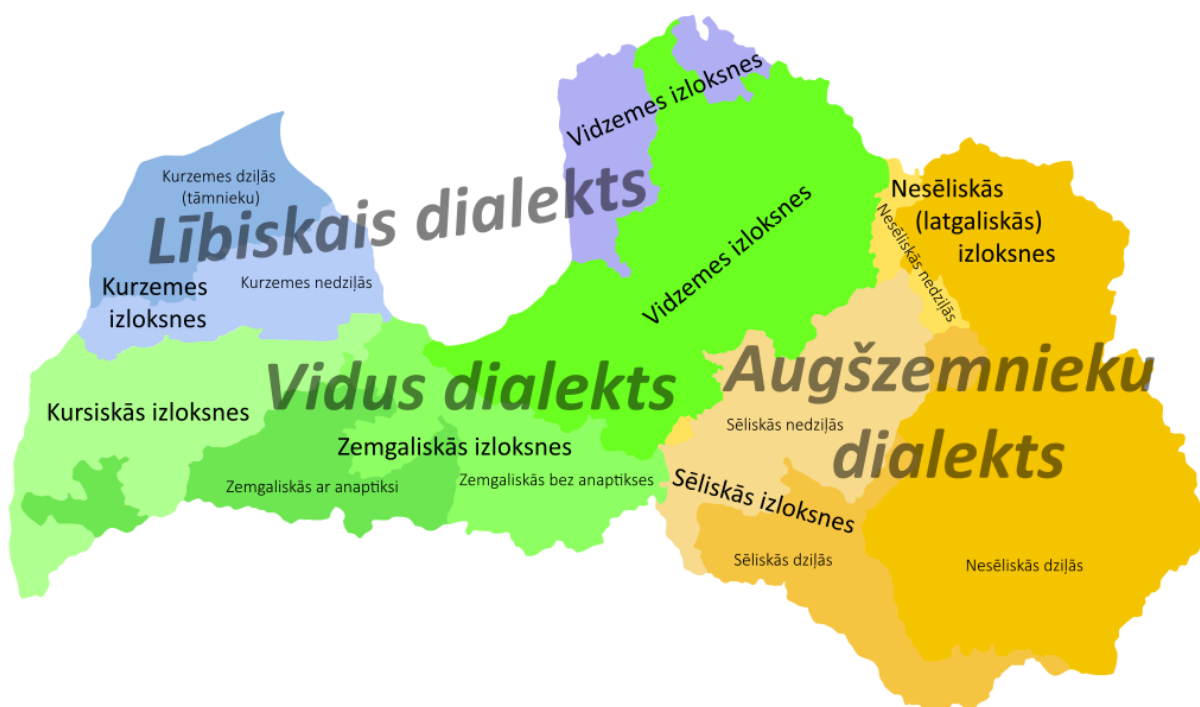 Vidzemes izloksnes
Kurzemes dziļās
(tāmnieku)
Lībiskais dialekts
Kurzemes
izloksnes
Kurzemes nedziļās
Vidzemes izloksnes
Nesēliskās
(latgaliskās)
izloksnes
Nesēliskās nedziļās
Vidus dialekts
Augšzemnieku
dialekts
Kursiskās izloksnes
Zemgaliskās izloksnes
Zemgaliskās ar anaptiksi
Zemgaliskās bez anaptikses
Sēliskās nedziļās
Sēliskās izloksnes
Sēliskās dziļās
Nesēliskās dziļās